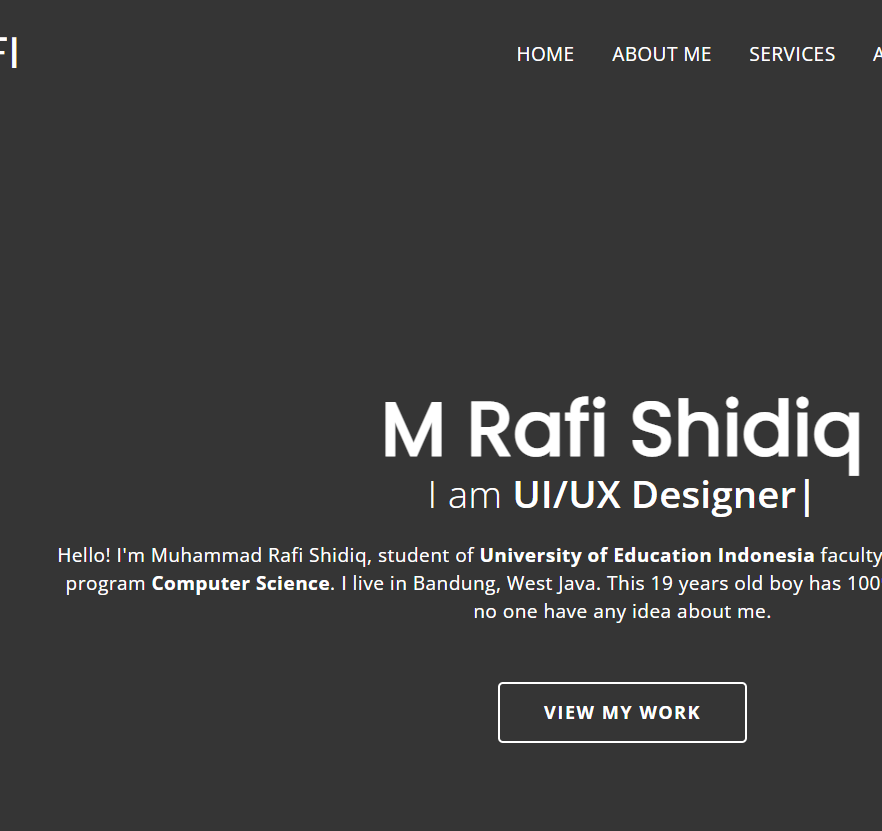 FI
HOME ABOUT ME SERVICES A
M Rafi Shidiq
I am UI/UX Designer|
Hello! I'm Muhammad Rafi Shidiq, student of University of Education Indonesia faculty
program Computer Science. I live in Bandung, West Java. This 19 years old boy has 100
no one have any idea about me.
VIEW MY WORK